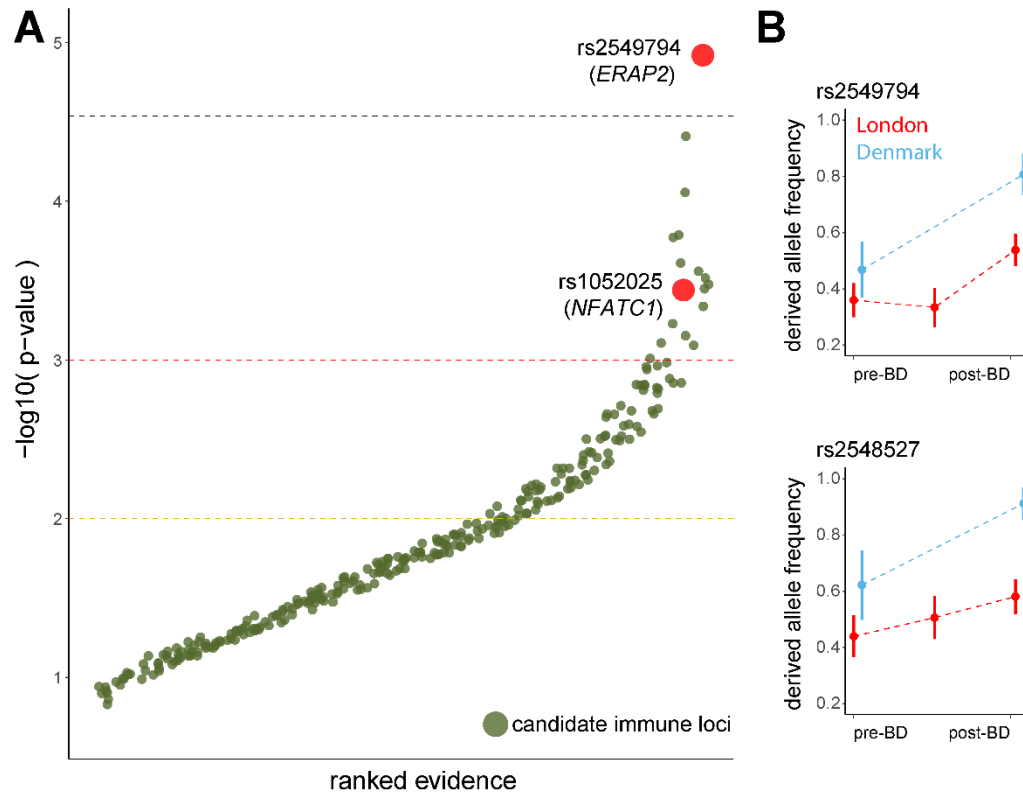 A
5
4
3
2
1
-log10( p-value )
rs2549794
(ERAP2)
rs1052025
(NFATC1)
candidate immune loci
ranked evidence
B
rs2549794
London
Denmark
1.0
0.8
0.6
0.4
0.2
derived allele frequency
pre-BD post-BD
rs2548527
1.0
0.8
0.6
0.4
0.2
derived allele frequency
pre-BD post-BD